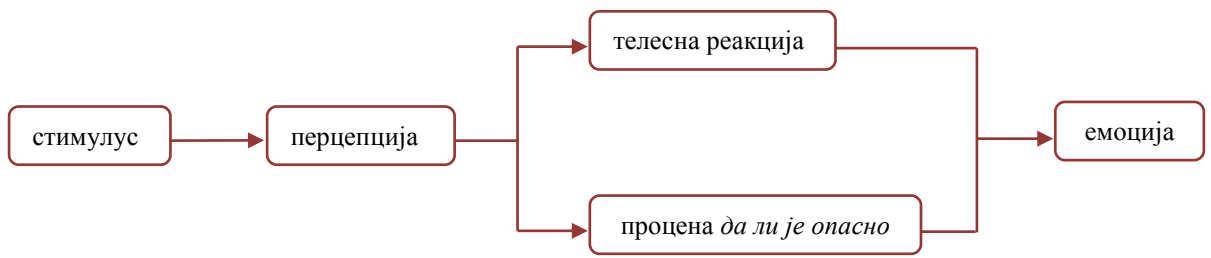 стимулус
перцепција
телесна реакција
процена да ли је опасно
емоција